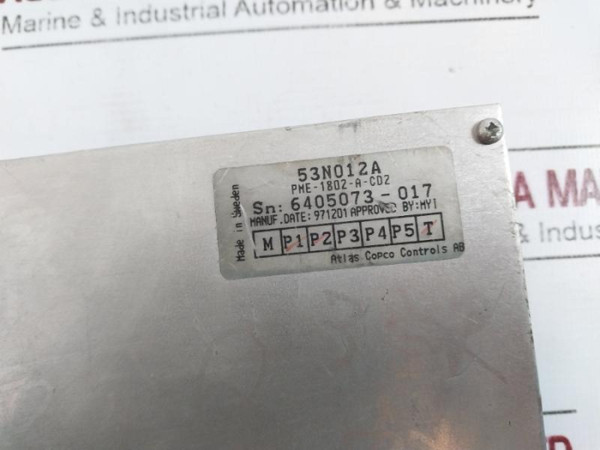 Marine & Industrial Automation & Machinery
53N012A
PME-1802-A-CD2
Sn: 6405073-017
MANUF.DATE: 971201 APPROVED BY: MYI
M P1 P2 P3 P4 P5 T
Atlas Copco Controls AB
Made in Sweden
A MA
& Indus